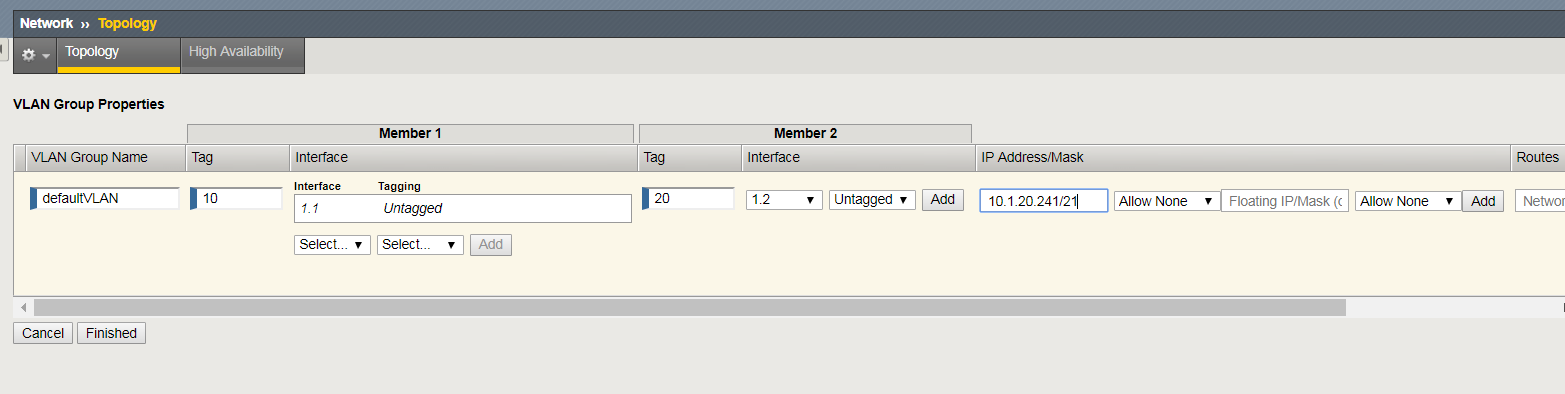 Network ›› Topology
Topology High Availability
VLAN Group Properties
Member 1 Member 2
VLAN Group Name Tag Interface Tag Interface IP Address/Mask Routes
Interface Tagging
defaultVLAN 10 1.1 Untagged 20 1.2 Untagged Add 10.1.20.241/21 Allow None Floating IP/Mask (o Allow None Add Networ
Select... Select... Add
Cancel Finished